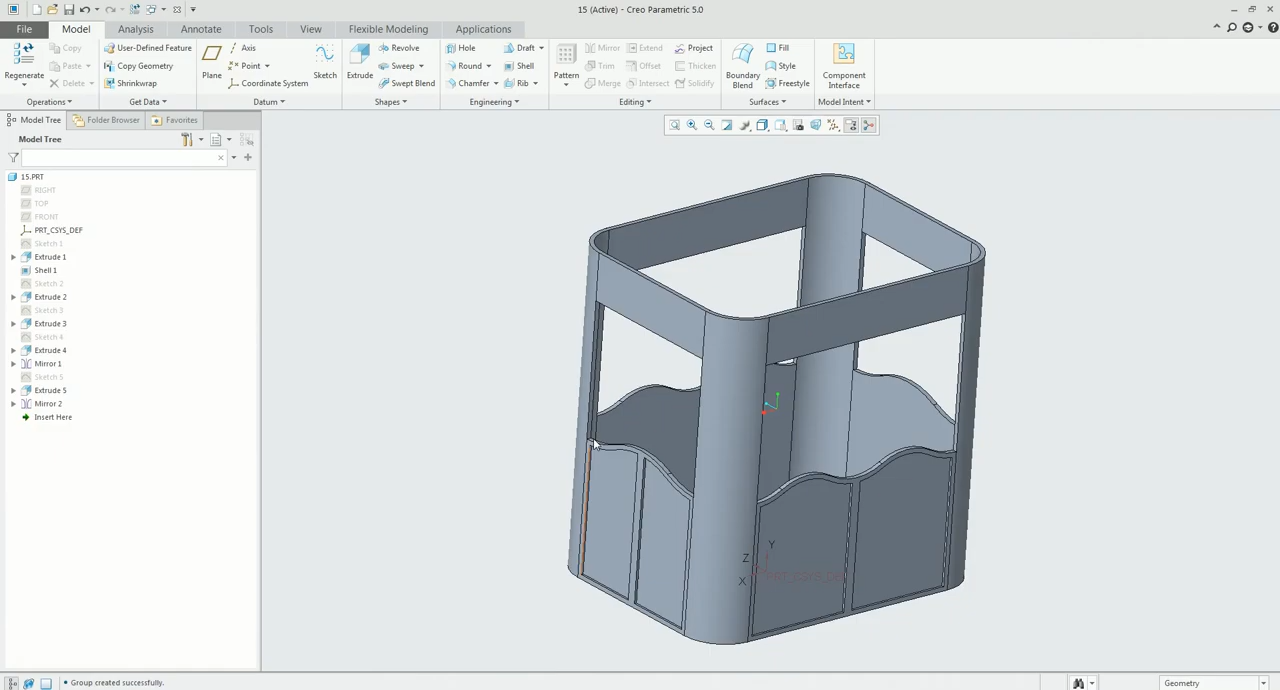 15 (Active) - Creo Parametric 5.0
File Model Analysis Annotate Tools View Flexible Modeling Applications
Regenerate
Copy
Paste
Delete
Operations
User-Defined Feature
Copy Geometry
Shrinkwrap
Get Data
Plane
Axis
Point
Coordinate System
Sketch
Datum
Extrude
Revolve
Sweep
Swept Blend
Shapes
Hole
Round
Chamfer
Draft
Shell
Rib
Engineering
Pattern
Mirror
Trim
Merge
Extend
Offset
Intersect
Project
Thicken
Solidify
Editing
Boundary
Blend
Fill
Style
Freestyle
Surfaces
Component
Interface
Model Intent
Model Tree Folder Browser Favorites
Model Tree
15.PRT
RIGHT
TOP
FRONT
PRT_CSYS_DEF
Sketch 1
Extrude 1
Shell 1
Sketch 2
Extrude 2
Sketch 3
Extrude 3
Sketch 4
Extrude 4
Mirror 1
Sketch 5
Extrude 5
Mirror 2
Insert Here
Y
Z
X
PRT_CSYS_DEF
• Group created successfully.
Geometry